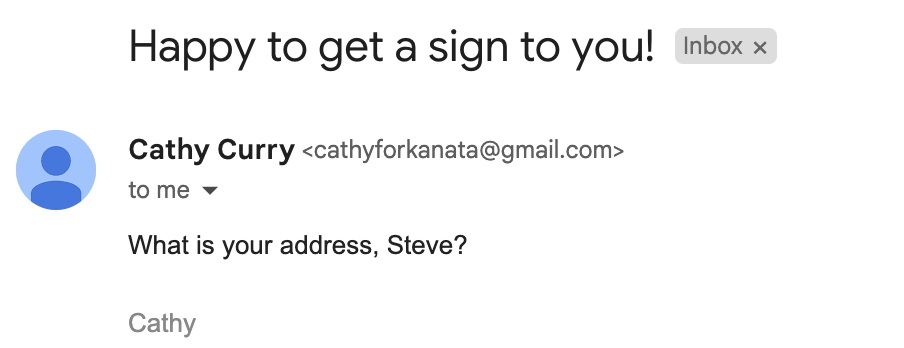 Happy to get a sign to you! Inbox ×
Cathy Curry <cathyforkanata@gmail.com>
to me
What is your address, Steve?
Cathy